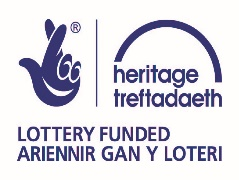 ®
heritage
treftadaeth
LOTTERY FUNDED
ARIENNIR GAN Y LOTERI